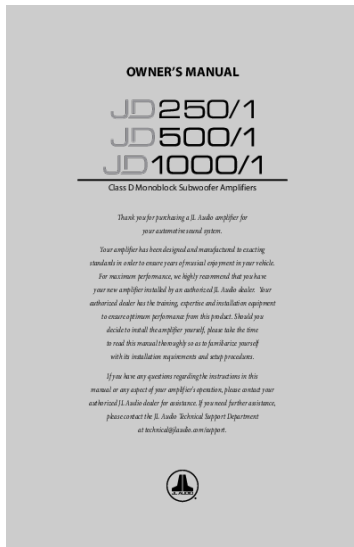 OWNER'S MANUAL
JD250/1
JD500/1
JD1000/1
Class D Monoblock Subwoofer Amplifiers
Thank you for purchasing a JL Audio amplifier for
your automotive sound system.
Your amplifier has been designed and manufactured to exacting
standards in order to ensure years of musical enjoyment in your vehicle.
For maximum performance, we highly recommend that you have
your new amplifier installed by an authorized JL Audio dealer. Your
authorized dealer has the training, expertise and installation equipment
to ensure optimum performance from this product. Should you
decide to install the amplifier yourself, please take the time
to read this manual thoroughly so as to familiarize yourself
with its installation requirements and setup procedures.
If you have any questions regarding the instructions in this
manual or any aspect of your amplifier's operation, please contact your
authorized JL Audio dealer for assistance. If you need further assistance,
please contact the JL Audio Technical Support Department
at technical@jlaudio.com/support.
JL AUDIO